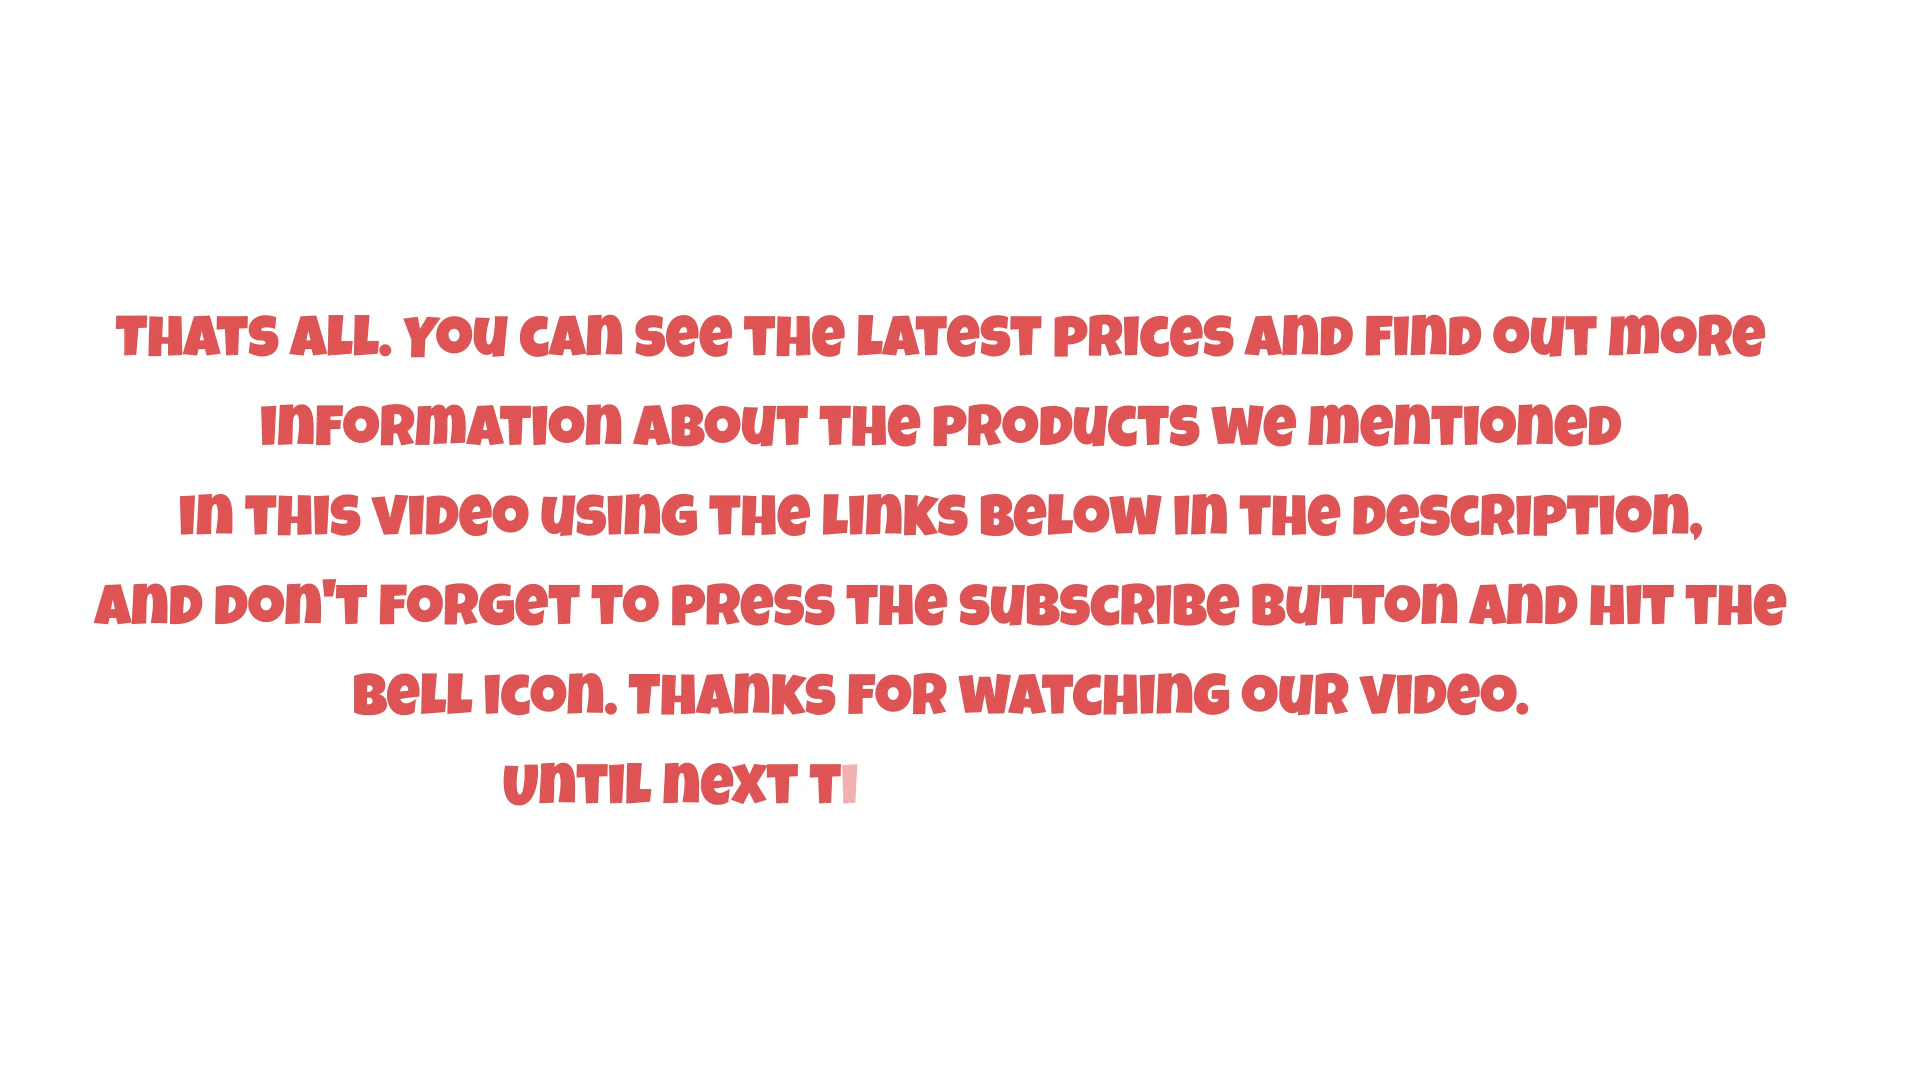 Thats all. You can see the latest prices and find out more
information about the products we mentioned
in this video using the links below in the description,
and don't forget to press the subscribe button and hit the
bell icon. Thanks for watching our video.
Until next ti